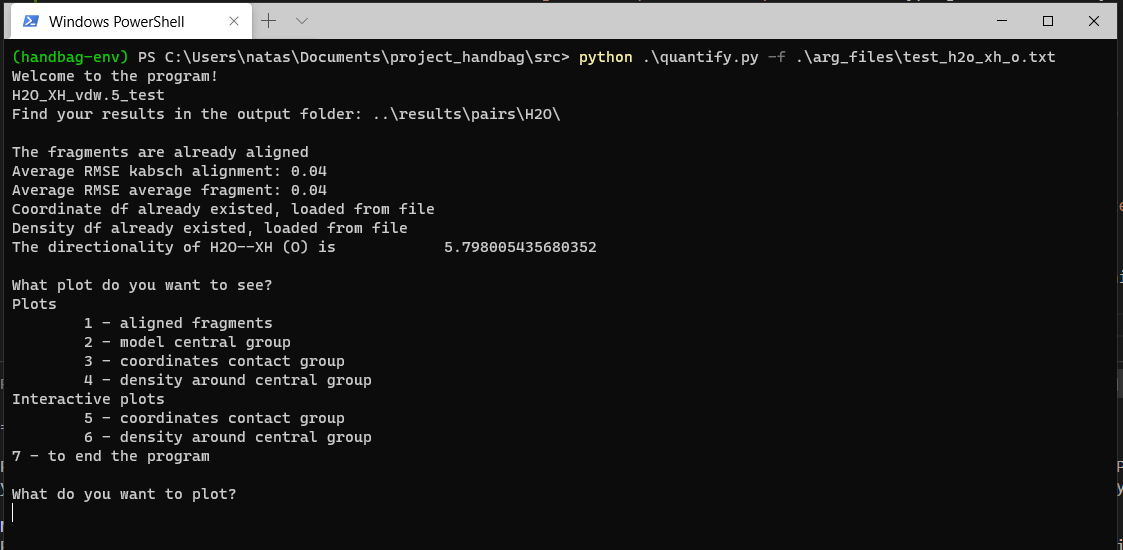 Windows PowerShell
(handbag-env) PS C:\Users\natas\Documents\project_handbag\src> python .\quantify.py -f .\arg_files\test_h2o_xh_o.txt
Welcome to the program!
H2O_XH_vdw.5_test
Find your results in the output folder: ..\results\pairs\H2O\
The fragments are already aligned
Average RMSE kabsch alignment: 0.04
Average RMSE average fragment: 0.04
Coordinate df already existed, loaded from file
Density df already existed, loaded from file
The directionality of H2O--XH (O) is 5.798005435680352
What plot do you want to see?
Plots
1 - aligned fragments
2 - model central group
3 - coordinates contact group
4 - density around central group
Interactive plots
5 - coordinates contact group
6 - density around central group
7 - to end the program
What do you want to plot?